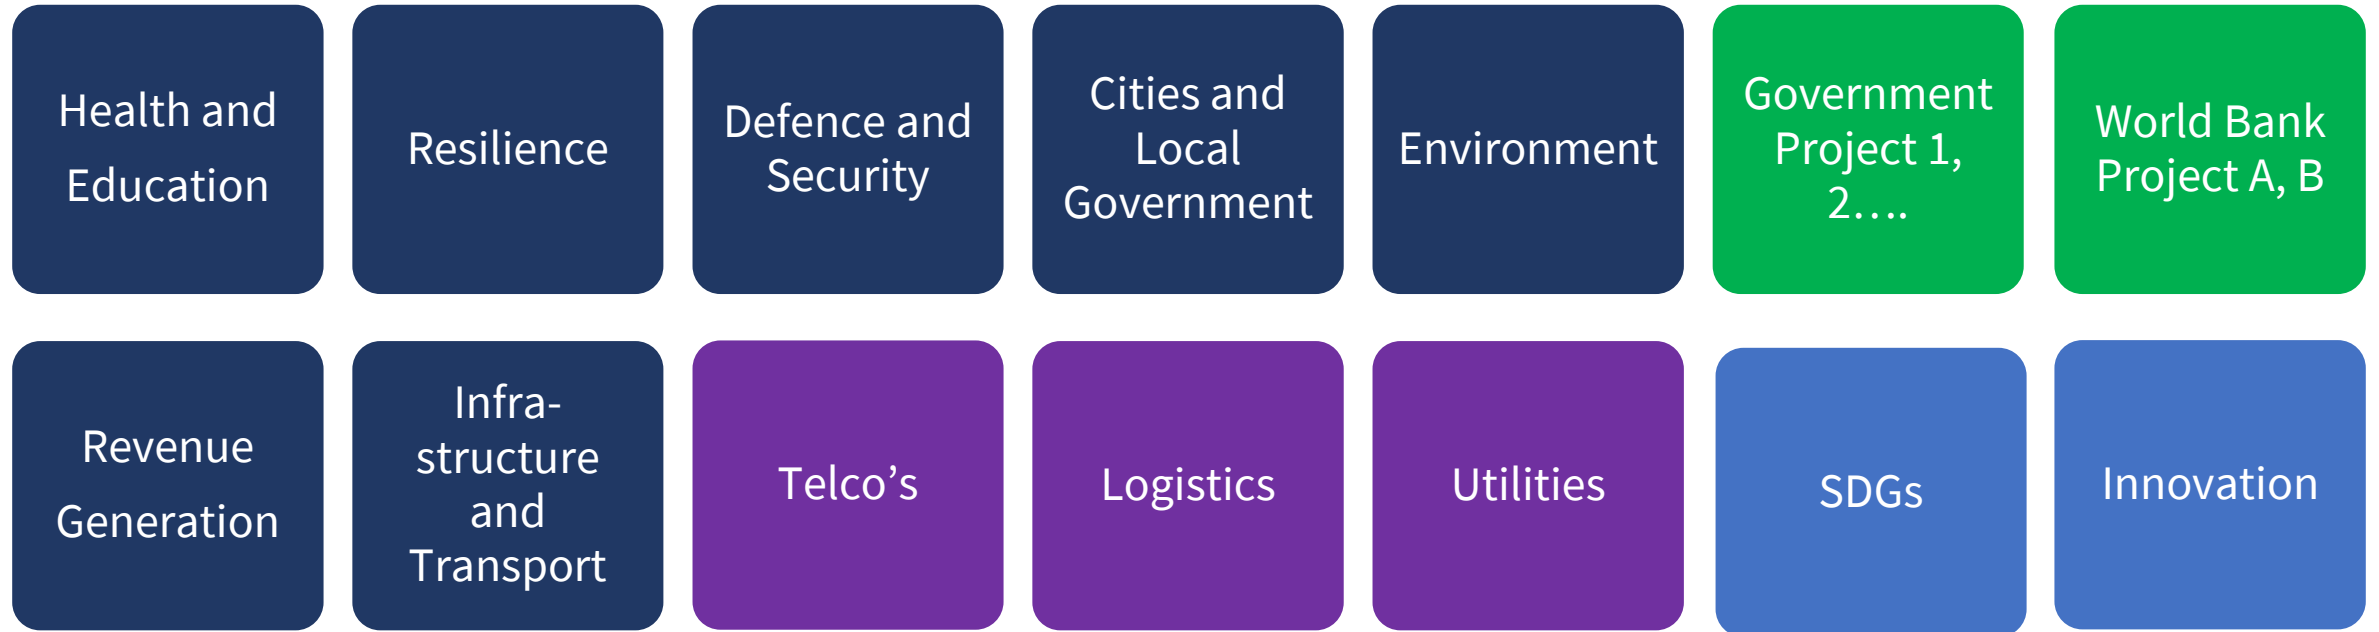 Health and
Education
Resilience
Defence and
Security
Cities and
Local
Government
Environment
Government
Project 1,
2....
World Bank
Project A, B
Revenue
Generation
Infra-
structure
and
Transport
Telco’s
Logistics
Utilities
SDGs
Innovation